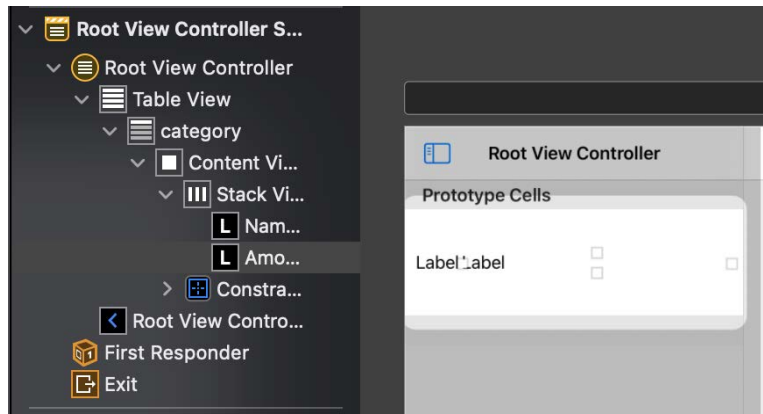 Root View Controller S...
Root View Controller
Table View
category
Content Vi...
Stack Vi...
L Nam...
L Amo...
Constra...
Root View Contro...
First Responder
Exit
Root View Controller
Prototype Cells
Label Label